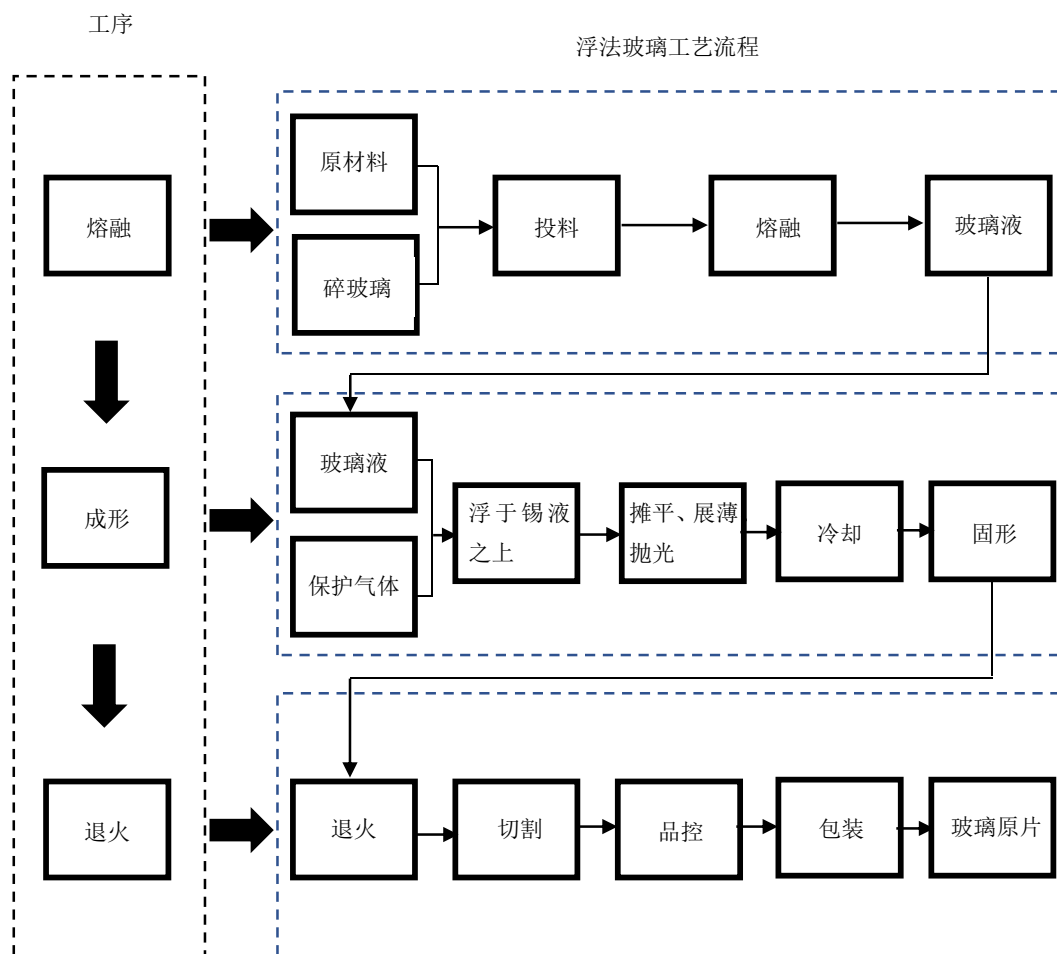 工序
浮法玻璃工艺流程
熔融
原材料
碎玻璃
投料
熔融
玻璃液
成形
玻璃液
保护气体
浮于锡液
之上
摊平、展薄
抛光
冷却
固形
退火
退火
切割
品控
包装
玻璃原片